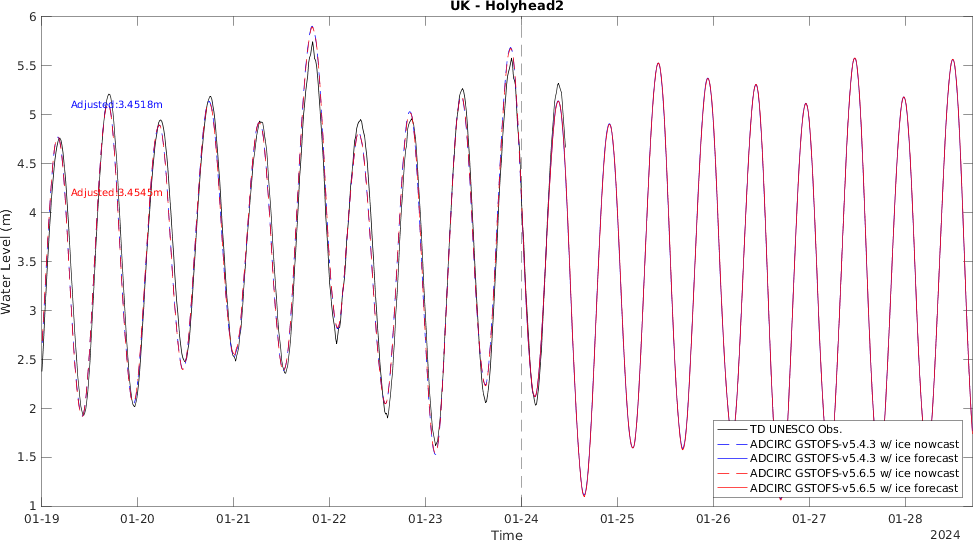 UK - Holyhead2
6
5.5
5
4.5
4
3.5
3
2.5
2
1.5
1
Water Level (m)
Adjusted:3.4518m
Adjusted:3.4545m
TD UNESCO Obs.
ADCIRC GSTOFS-v5.4.3 w/ ice nowcast
ADCIRC GSTOFS-v5.4.3 w/ ice forecast
ADCIRC GSTOFS-v5.6.5 w/ ice nowcast
ADCIRC GSTOFS-v5.6.5 w/ ice forecast
01-19 01-20 01-21 01-22 01-23 01-24 01-25 01-26 01-27 01-28
Time
2024